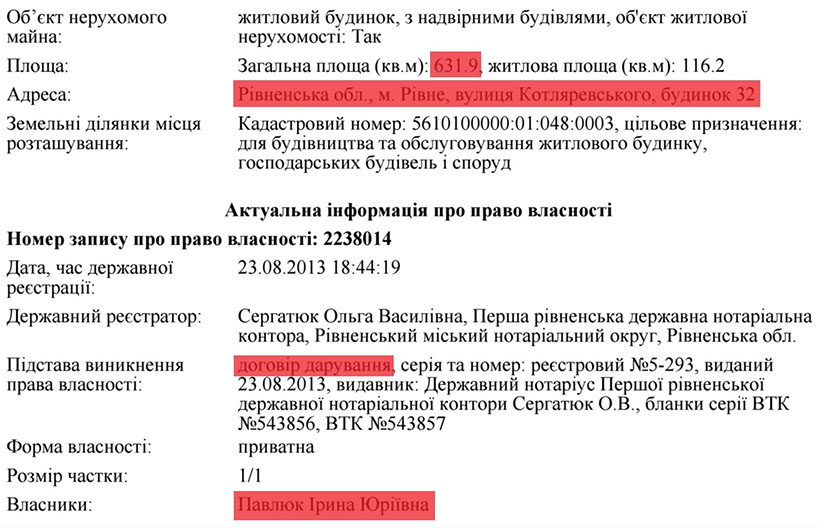 Об’єкт нерухомого житловий будинок, з надвірними будівлями, об'єкт житлової
майна: нерухомості: Так
Площа: Загальна площа (кв.м): 631.9, житлова площа (кв.м): 116.2
Адреса: Рівненська обл., м. Рівне, вулиця Котляревського, будинок 32
Земельні ділянки місця Кадастровий номер: 5610100000:01:048:0003, цільове призначення:
розташування: для будівництва та обслуговування житлового будинку,
господарських будівель і споруд
Актуальна інформація про право власності
Номер запису про право власності: 2238014
Дата, час державної 23.08.2013 18:44:19
реєстрації:
Державний реєстратор: Сергатюк Ольга Василівна, Перша рівненська державна нотаріальна
контора, Рівненський міський нотаріальний округ, Рівненська обл.
Підстава виникнення договір дарування, серія та номер: реєстровий №5-293, виданий
права власності: 23.08.2013, видавник: Державний нотаріус Першої рівненської
державної нотаріальної контори Сергатюк О.В., бланки серії ВТК
№543856, ВТК №543857
Форма власності: приватна
Розмір частки: 1/1
Власники: Павлюк Ірина Юріївна